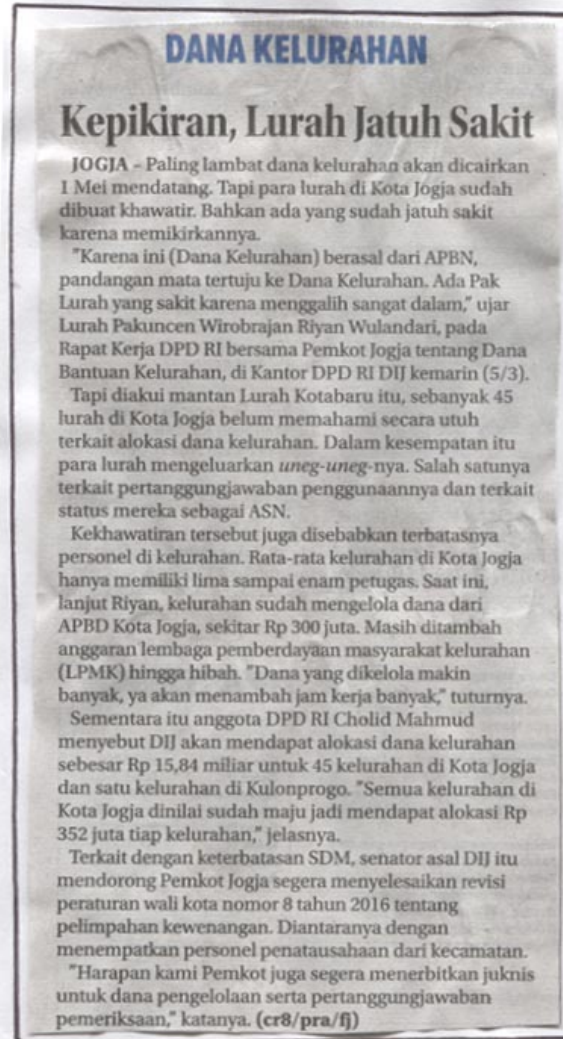 DANA KELURAHAN
Kepikiran, Lurah Jatuh Sakit
JOGJA – Paling lambat dana kelurahan akan dicairkan
1 Mei mendatang. Tapi para lurah di Kota Jogja sudah
dibuat khawatir. Bahkan ada yang sudah jatuh sakit
karena memikirkannya.
"Karena ini (Dana Kelurahan) berasal dari APBN,
pandangan mata tertuju ke Dana Kelurahan. Ada Pak
Lurah yang sakit karena menggalih sangat dalam," ujar
Lurah Pakuncen Wirobrajan Riyan Wulandari, pada
Rapat Kerja DPD RI bersama Pemkot Jogja tentang Dana
Bantuan Kelurahan, di Kantor DPD RI DIJ kemarin (5/3).
Tapi diakui mantan Lurah Kotabaru itu, sebanyak 45
lurah di Kota Jogja belum memahami secara utuh
terkait alokasi dana kelurahan. Dalam kesempatan itu
para lurah mengeluarkan uneg-uneg-nya. Salah satunya
terkait pertanggungjawaban penggunaannya dan terkait
status mereka sebagai ASN.
Kekhawatiran tersebut juga disebabkan terbatasnya
personel di kelurahan. Rata-rata kelurahan di Kota Jogja
hanya memiliki lima sampai enam petugas. Saat ini,
lanjut Riyan, kelurahan sudah mengelola dana dari
APBD Kota Jogja, sekitar Rp 300 juta. Masih ditambah
anggaran lembaga pemberdayaan masyarakat kelurahan
(LPMK) hingga hibah. "Dana yang dikelola makin
banyak, ya akan menambah jam kerja banyak," tuturnya.
Sementara itu anggota DPD RI Cholid Mahmud
menyebut DIJ akan mendapat alokasi dana kelurahan
sebesar Rp 15,84 miliar untuk 45 kelurahan di Kota Jogja
dan satu kelurahan di Kulonprogo. "Semua kelurahan di
Kota Jogja dinilai sudah maju jadi mendapat alokasi Rp
352 juta tiap kelurahan," jelasnya.
Terkait dengan keterbatasan SDM, senator asal DIJ itu
mendorong Pemkot Jogja segera menyelesaikan revisi
peraturan wali kota nomor 8 tahun 2016 tentang
pelimpahan kewenangan. Diantaranya dengan
menempatkan personel penatausahaan dari kecamatan.
"Harapan kami Pemkot juga segera menerbitkan juknis
untuk dana pengelolaan serta pertanggungjawaban
pemeriksaan," katanya. (cr8/pra/fj)